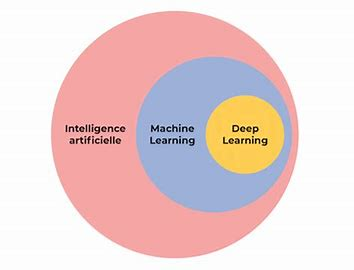 Intelligence
artificielle
Machine
Learning
Deep
Learning